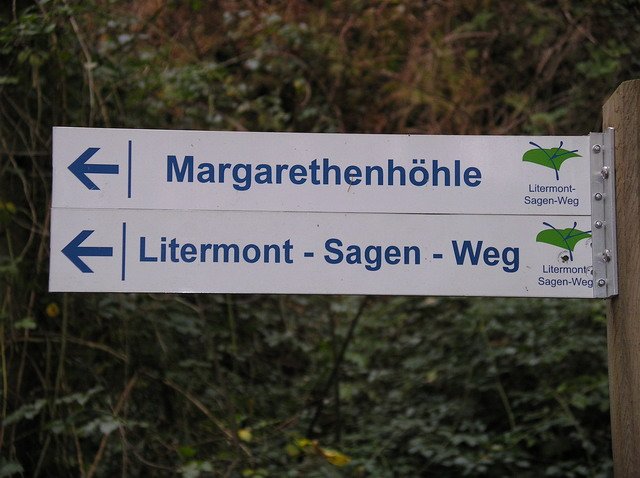 Margarethenhöhle
Litermont-
Sagen-Weg
Litermont - Sagen - Weg
Litermont-
Sagen-Weg